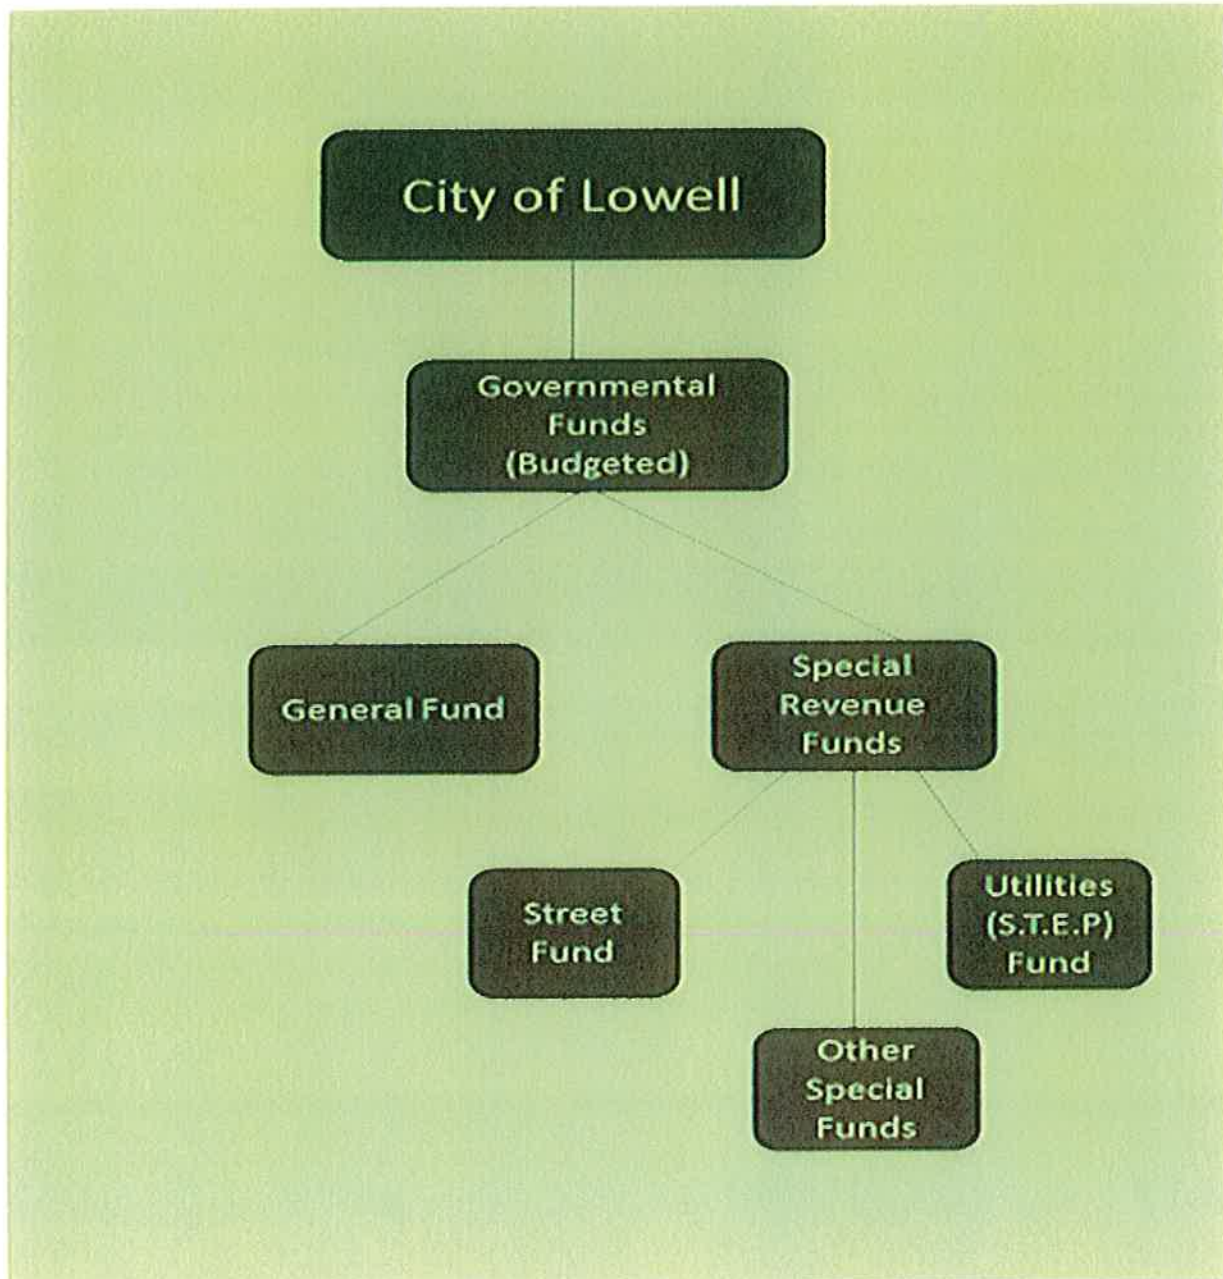 City of Lowell
Governmental
Funds
(Budgeted)
General Fund
Special
Revenue
Funds
Street
Fund
Utilities
(S.T.E.P)
Fund
Other
Special
Funds